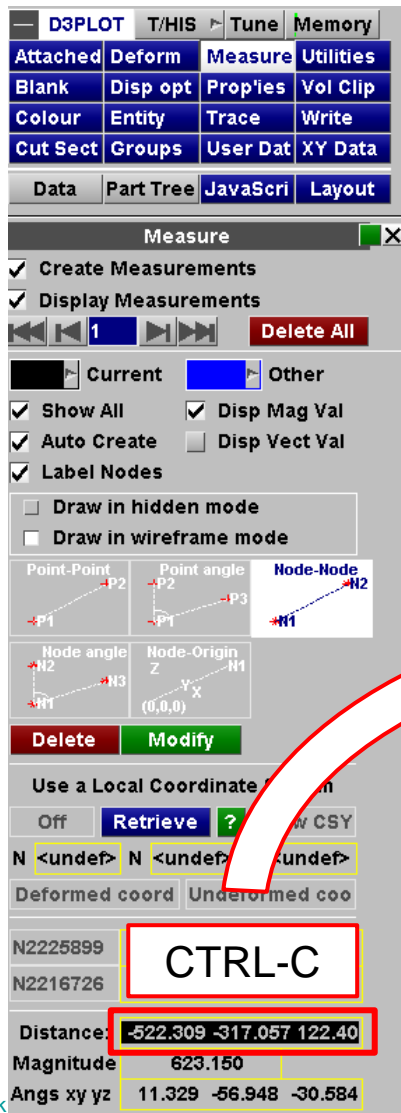 D3PLOT T/HIS Tune Memory
Attached Deform Measure Utilities
Blank Disp opt Prop'ies Vol Clip
Colour Entity Trace Write
Cut Sect Groups User Dat XY Data
Data Part Tree JavaScri Layout
Measure
Create Measurements
Display Measurements
1 Delete All
Current Other
Show All Disp Mag Val
Auto Create Disp Vect Val
Label Nodes
Draw in hidden mode
Draw in wireframe mode
Point-Point Point angle Node-Node
P2 P2 N2
P3
P1 P1 N1
Node angle Node-Origin
N2 Z N1
N3 Y X
N1 (0,0,0)
Delete Modify
Use a Local Coordinate
Off Retrieve ? CSY
N <undef> N <undef> <undef>
Deformed coord Undeformed coo
N2225899
N2216726
CTRL-C
Distance: -522.309 -317.057 122.40
Magnitude 623.150
Angs xy yz 11.329 -56.948 -30.584
k